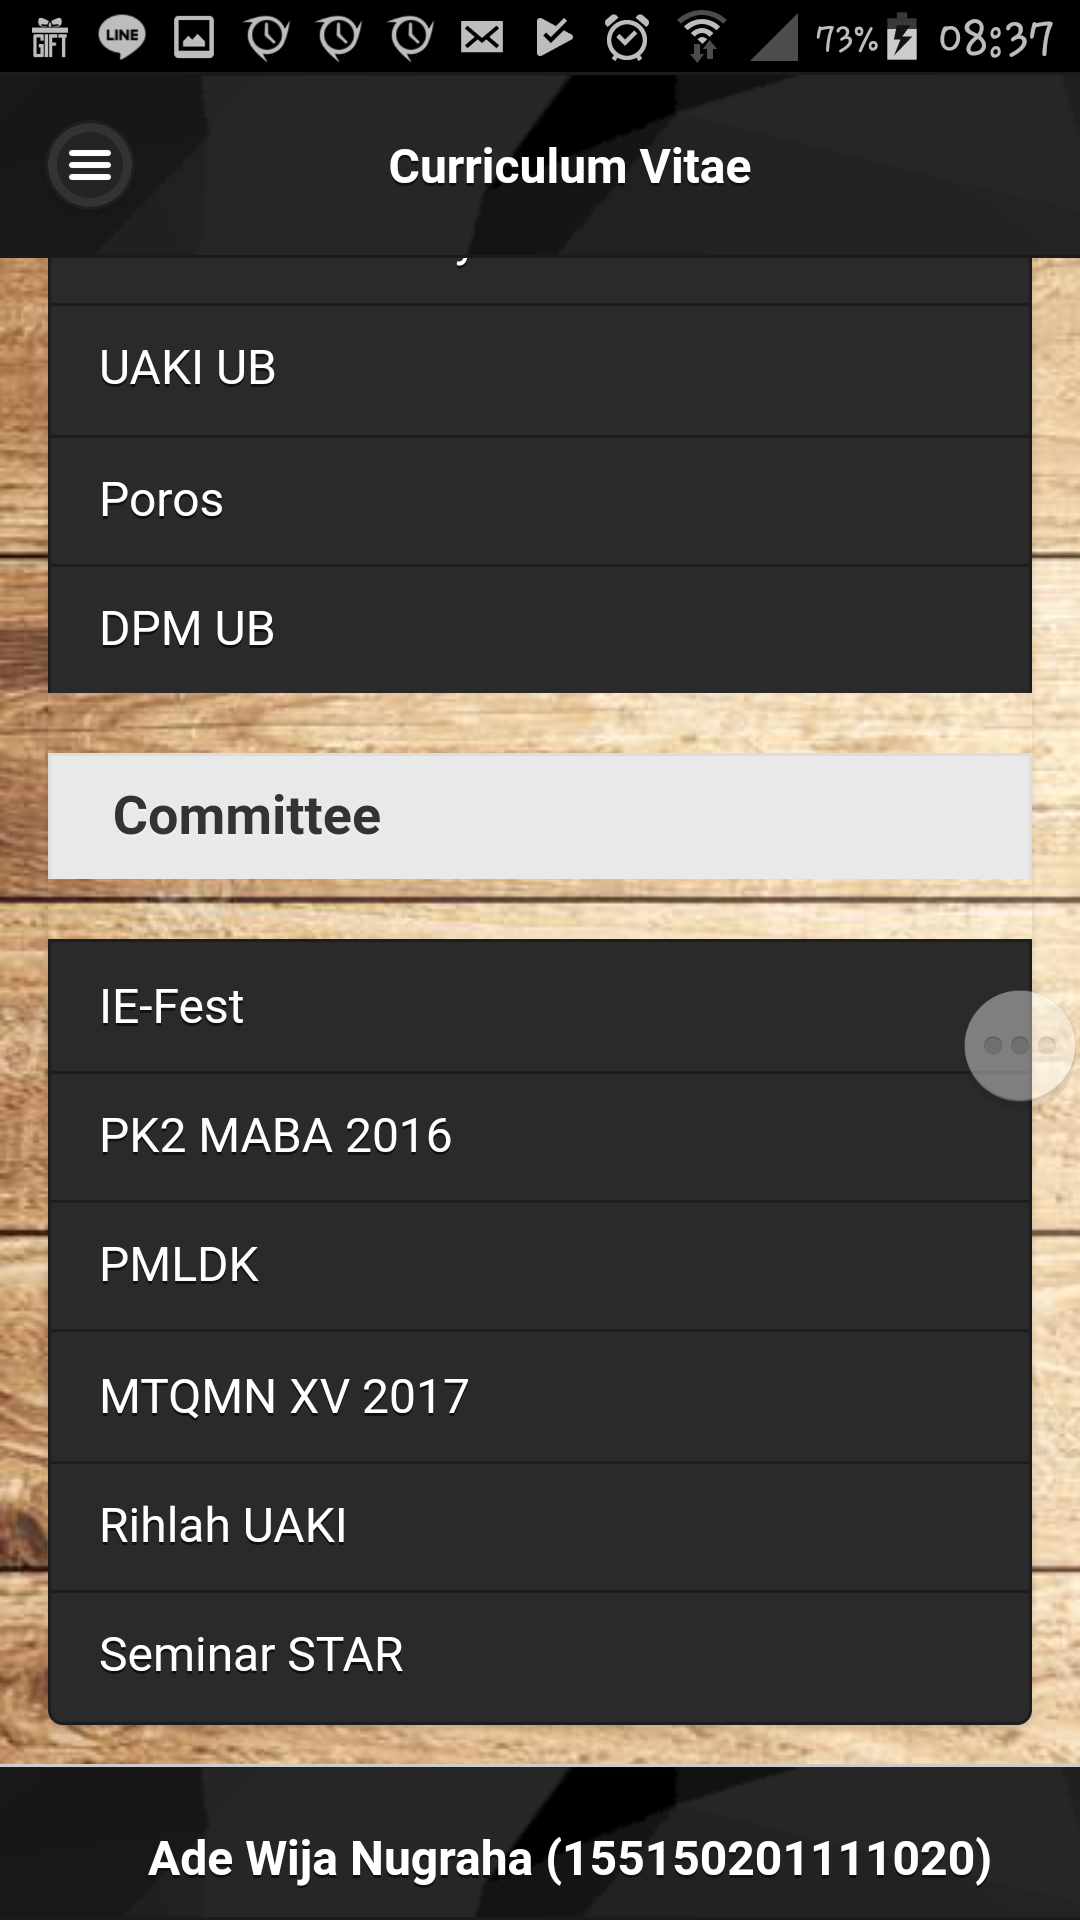 GIFT LINE 73% 08:37
Curriculum Vitae
UAKI UB
Poros
DPM UB
Committee
IE-Fest
PK2 MABA 2016
PMLDK
MTQMN XV 2017
Rihlah UAKI
Seminar STAR
Ade Wija Nugraha (155150201111020)